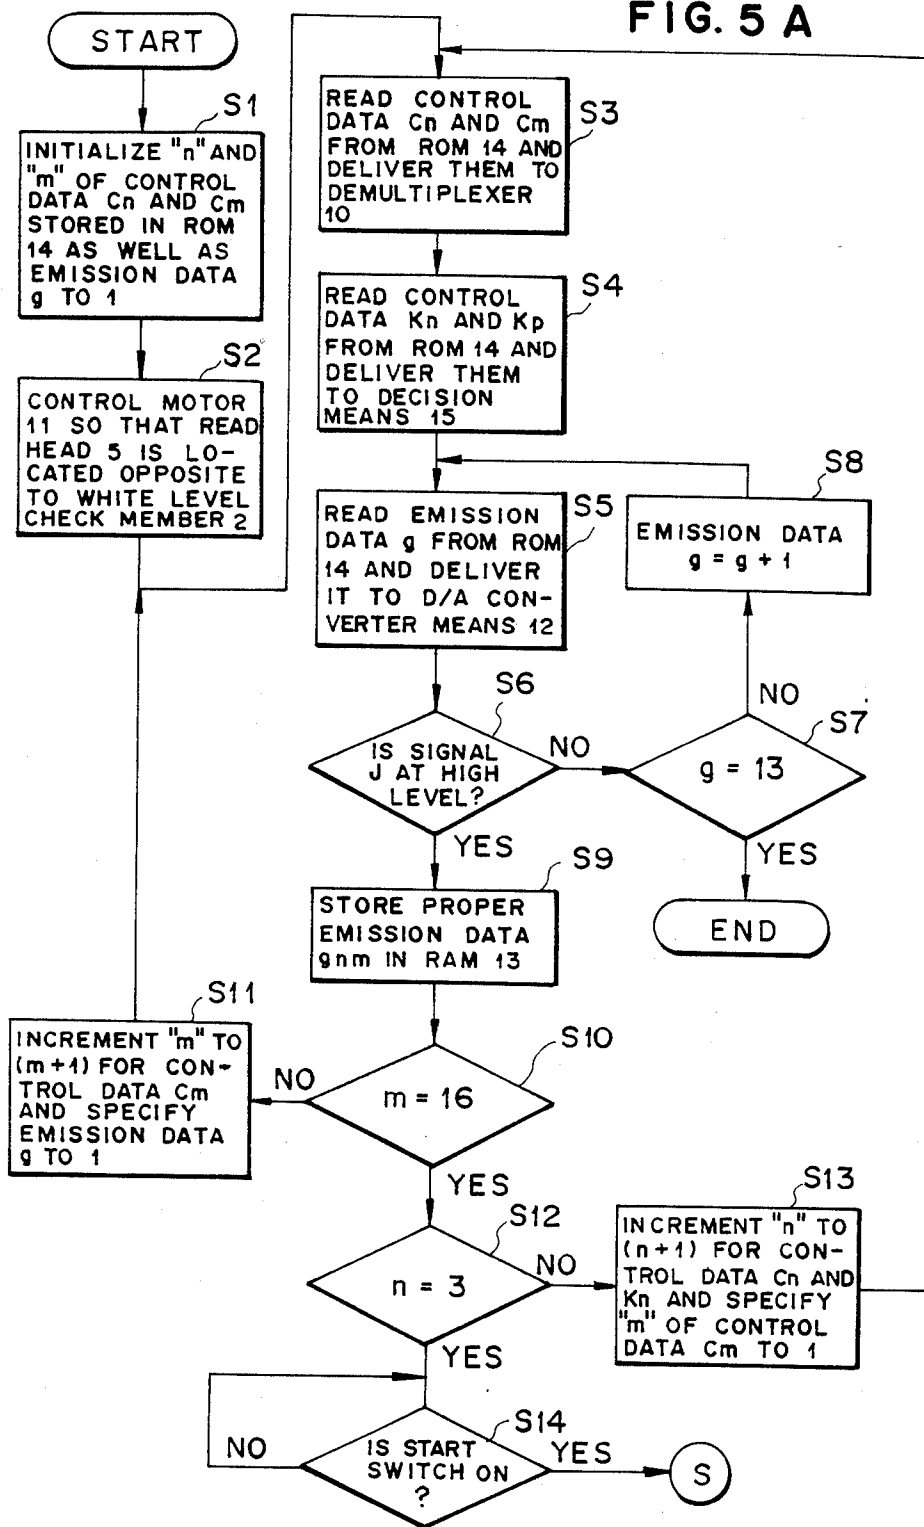 FIG. 5 A
START
S1
INITIALIZE "n" AND
"m" OF CONTROL
DATA Cn AND Cm
STORED IN ROM
14 AS WELL AS
EMISSION DATA
g TO 1
S2
CONTROL MOTOR
11 SO THAT READ
HEAD 5 IS LO-
CATED OPPOSITE
TO WHITE LEVEL
CHECK MEMBER 2
S3
READ CONTROL
DATA Cn AND Cm
FROM ROM 14 AND
DELIVER THEM TO
DEMULTIPLEXER
10
S4
READ CONTROL
DATA Kn AND Kp
FROM ROM 14 AND
DELIVER THEM
TO DECISION
MEANS 15
S5
READ EMISSION
DATA g FROM ROM
14 AND DELIVER
IT TO D/A CON-
VERTER MEANS 12
S8
EMISSION DATA
g = g + 1
S6
IS SIGNAL
J AT HIGH
LEVEL?
NO
YES
S7
g = 13
NO
YES
END
S9
STORE PROPER
EMISSION DATA
gnm IN RAM 13
S10
m = 16
NO
YES
S11
INCREMENT "m" TO
(m+1) FOR CON-
TROL DATA Cm
AND SPECIFY
EMISSION DATA
g TO 1
S12
n = 3
NO
YES
S13
INCREMENT "n" TO
(n+1) FOR CON-
TROL DATA Cn AND
Kn AND SPECIFY
"m" OF CONTROL
DATA Cm TO 1
S14
IS START
SWITCH ON
?
NO
YES
S